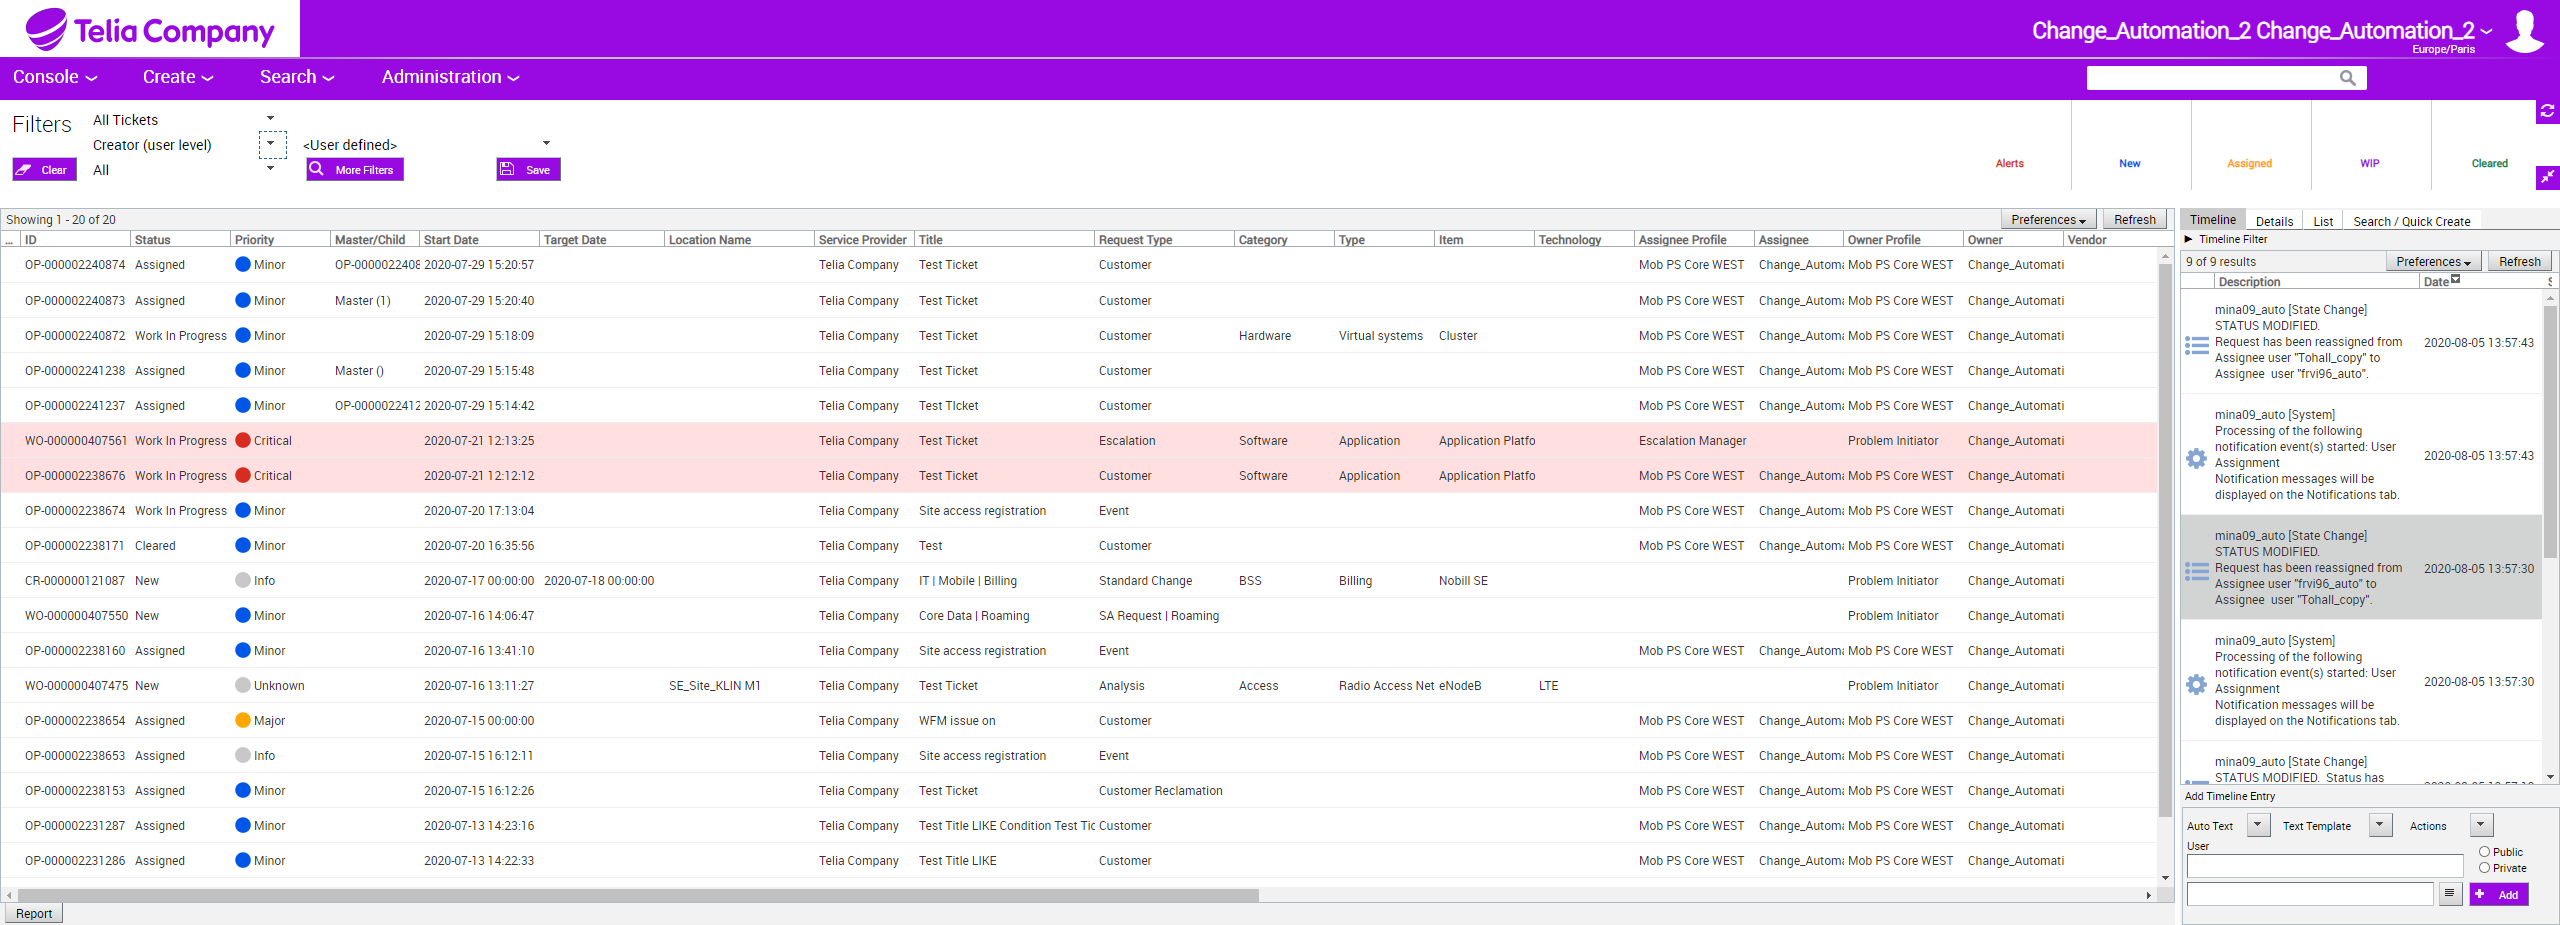 Telia Company
Change_Automation_2 Change_Automation_2
Europe/Paris
Console Create Search Administration
Filters All Tickets
Creator (user level) <User defined>
Clear All More Filters Save
Alerts New Assigned WIP Cleared
Showing 1 - 20 of 20 Preferences Refresh
... ID Status Priority Master/Child Start Date Target Date Location Name Service Provider Title Request Type Category Type Item Technology Assignee Profile Assignee Owner Profile Owner Vendor
OP-000002240874 Assigned Minor OP-0000022408 2020-07-29 15:20:57 Telia Company Test Ticket Customer Mob PS Core WEST Change_Automa Mob PS Core WEST Change_Automati
OP-000002240873 Assigned Minor Master (1) 2020-07-29 15:20:40 Telia Company Test Ticket Customer Mob PS Core WEST Change_Automa Mob PS Core WEST Change_Automati
OP-000002240872 Work In Progress Minor 2020-07-29 15:18:09 Telia Company Test Ticket Customer Hardware Virtual systems Cluster Mob PS Core WEST Change_Automa Mob PS Core WEST Change_Automati
OP-000002241238 Assigned Minor Master () 2020-07-29 15:15:48 Telia Company Test Ticket Customer Mob PS Core WEST Change_Automa Mob PS Core WEST Change_Automati
OP-000002241237 Assigned Minor OP-0000022412 2020-07-29 15:14:42 Telia Company Test TIcket Customer Mob PS Core WEST Change_Automa Mob PS Core WEST Change_Automati
WO-000000407561 Work In Progress Critical 2020-07-21 12:13:25 Telia Company Test Ticket Escalation Software Application Application Platfo Escalation Manager Problem Initiator Change_Automati
OP-000002238676 Work In Progress Critical 2020-07-21 12:12:12 Telia Company Test Ticket Customer Software Application Application Platfo Mob PS Core WEST Change_Automa Mob PS Core WEST Change_Automati
OP-000002238674 Work In Progress Minor 2020-07-20 17:13:04 Telia Company Site access registration Event Mob PS Core WEST Change_Automa Mob PS Core WEST Change_Automati
OP-000002238171 Cleared Minor 2020-07-20 16:35:56 Telia Company Test Customer Mob PS Core WEST Change_Automa Mob PS Core WEST Change_Automati
CR-000000121087 New Info 2020-07-17 00:00:00 2020-07-18 00:00:00 Telia Company IT | Mobile | Billing Standard Change BSS Billing Nobill SE Problem Initiator Change_Automati
WO-000000407550 New Minor 2020-07-16 14:06:47 Telia Company Core Data | Roaming SA Request | Roaming Problem Initiator Change_Automati
OP-000002238160 Assigned Minor 2020-07-16 13:41:10 Telia Company Site access registration Event Mob PS Core WEST Change_Automa Mob PS Core WEST Change_Automati
WO-000000407475 New Unknown 2020-07-16 13:11:27 SE_Site_KLIN M1 Telia Company Test Ticket Analysis Access Radio Access Net eNodeB LTE Problem Initiator Change_Automati
OP-000002238654 Assigned Major 2020-07-15 00:00:00 Telia Company WFM issue on Customer Mob PS Core WEST Change_Automa Mob PS Core WEST Change_Automati
OP-000002238653 Assigned Info 2020-07-15 16:12:11 Telia Company Site access registration Event Mob PS Core WEST Change_Automa Mob PS Core WEST Change_Automati
OP-000002238153 Assigned Minor 2020-07-15 16:12:26 Telia Company Test Ticket Customer Reclamation Mob PS Core WEST Change_Automa Mob PS Core WEST Change_Automati
OP-000002231287 Assigned Minor 2020-07-13 14:23:16 Telia Company Test Title LIKE Condition Test Tic Customer Mob PS Core WEST Change_Automa Mob PS Core WEST Change_Automati
OP-000002231286 Assigned Minor 2020-07-13 14:22:33 Telia Company Test Title LIKE Customer Mob PS Core WEST Change_Automa Mob PS Core WEST Change_Automati
Report
Timeline Details List Search / Quick Create
Timeline Filter
9 of 9 results Preferences Refresh
Description Date
mina09_auto [State Change]
STATUS MODIFIED.
Request has been reassigned from
Assignee user "Tohall_copy" to
Assignee user "frvi96_auto".
2020-08-05 13:57:43
mina09_auto [System]
Processing of the following
notification event(s) started: User
Assignment
Notification messages will be
displayed on the Notifications tab.
2020-08-05 13:57:43
mina09_auto [State Change]
STATUS MODIFIED.
Request has been reassigned from
Assignee user "frvi96_auto" to
Assignee user "Tohall_copy".
2020-08-05 13:57:30
mina09_auto [System]
Processing of the following
notification event(s) started: User
Assignment
Notification messages will be
displayed on the Notifications tab.
2020-08-05 13:57:30
mina09_auto [State Change]
STATUS MODIFIED. Status has
Add Timeline Entry
Auto Text Text Template Actions
User
Public
Private
Add